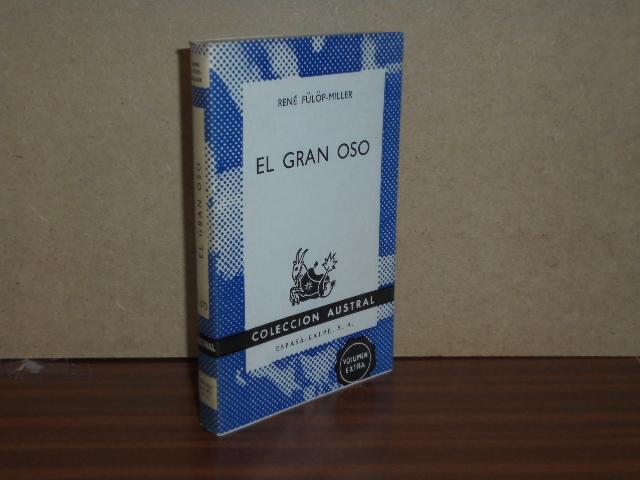 RENÉ FÜLÖP-MILLER
EL GRAN OSO
COLECCION AUSTRAL
ESPASA-CALPE, S. A.
VOLUMEN
EXTRA
EL GRAN OSO